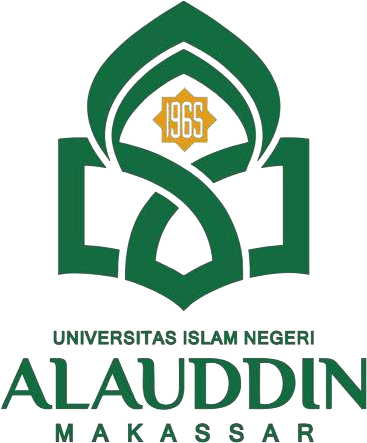 1965
UNIVERSITAS ISLAM NEGERI
ALAUDDIN
MAKASSAR